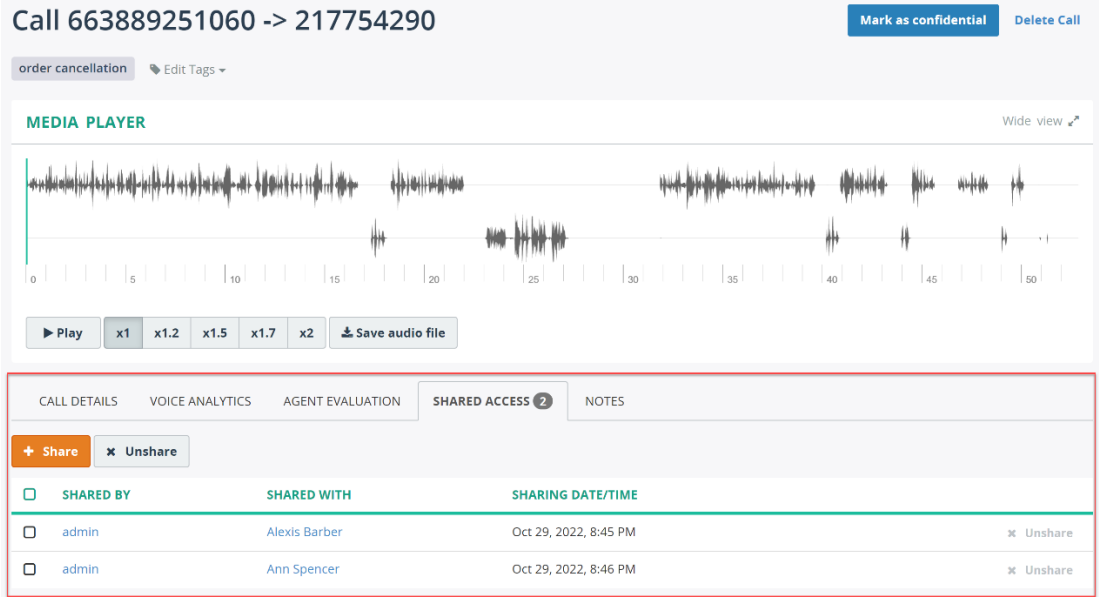 Call 663889251060 -> 217754290
Mark as confidential
Delete Call
order cancellation
Edit Tags
MEDIA PLAYER
Wide view
0 5 10 15 20 25 30 35 40 45 50
Play
x1
x1.2
x1.5
x1.7
x2
Save audio file
CALL DETAILS
VOICE ANALYTICS
AGENT EVALUATION
SHARED ACCESS 2
NOTES
Share
Unshare
SHARED BY SHARED WITH SHARING DATE/TIME
admin Alexis Barber Oct 29, 2022, 8:45 PM Unshare
admin Ann Spencer Oct 29, 2022, 8:46 PM Unshare